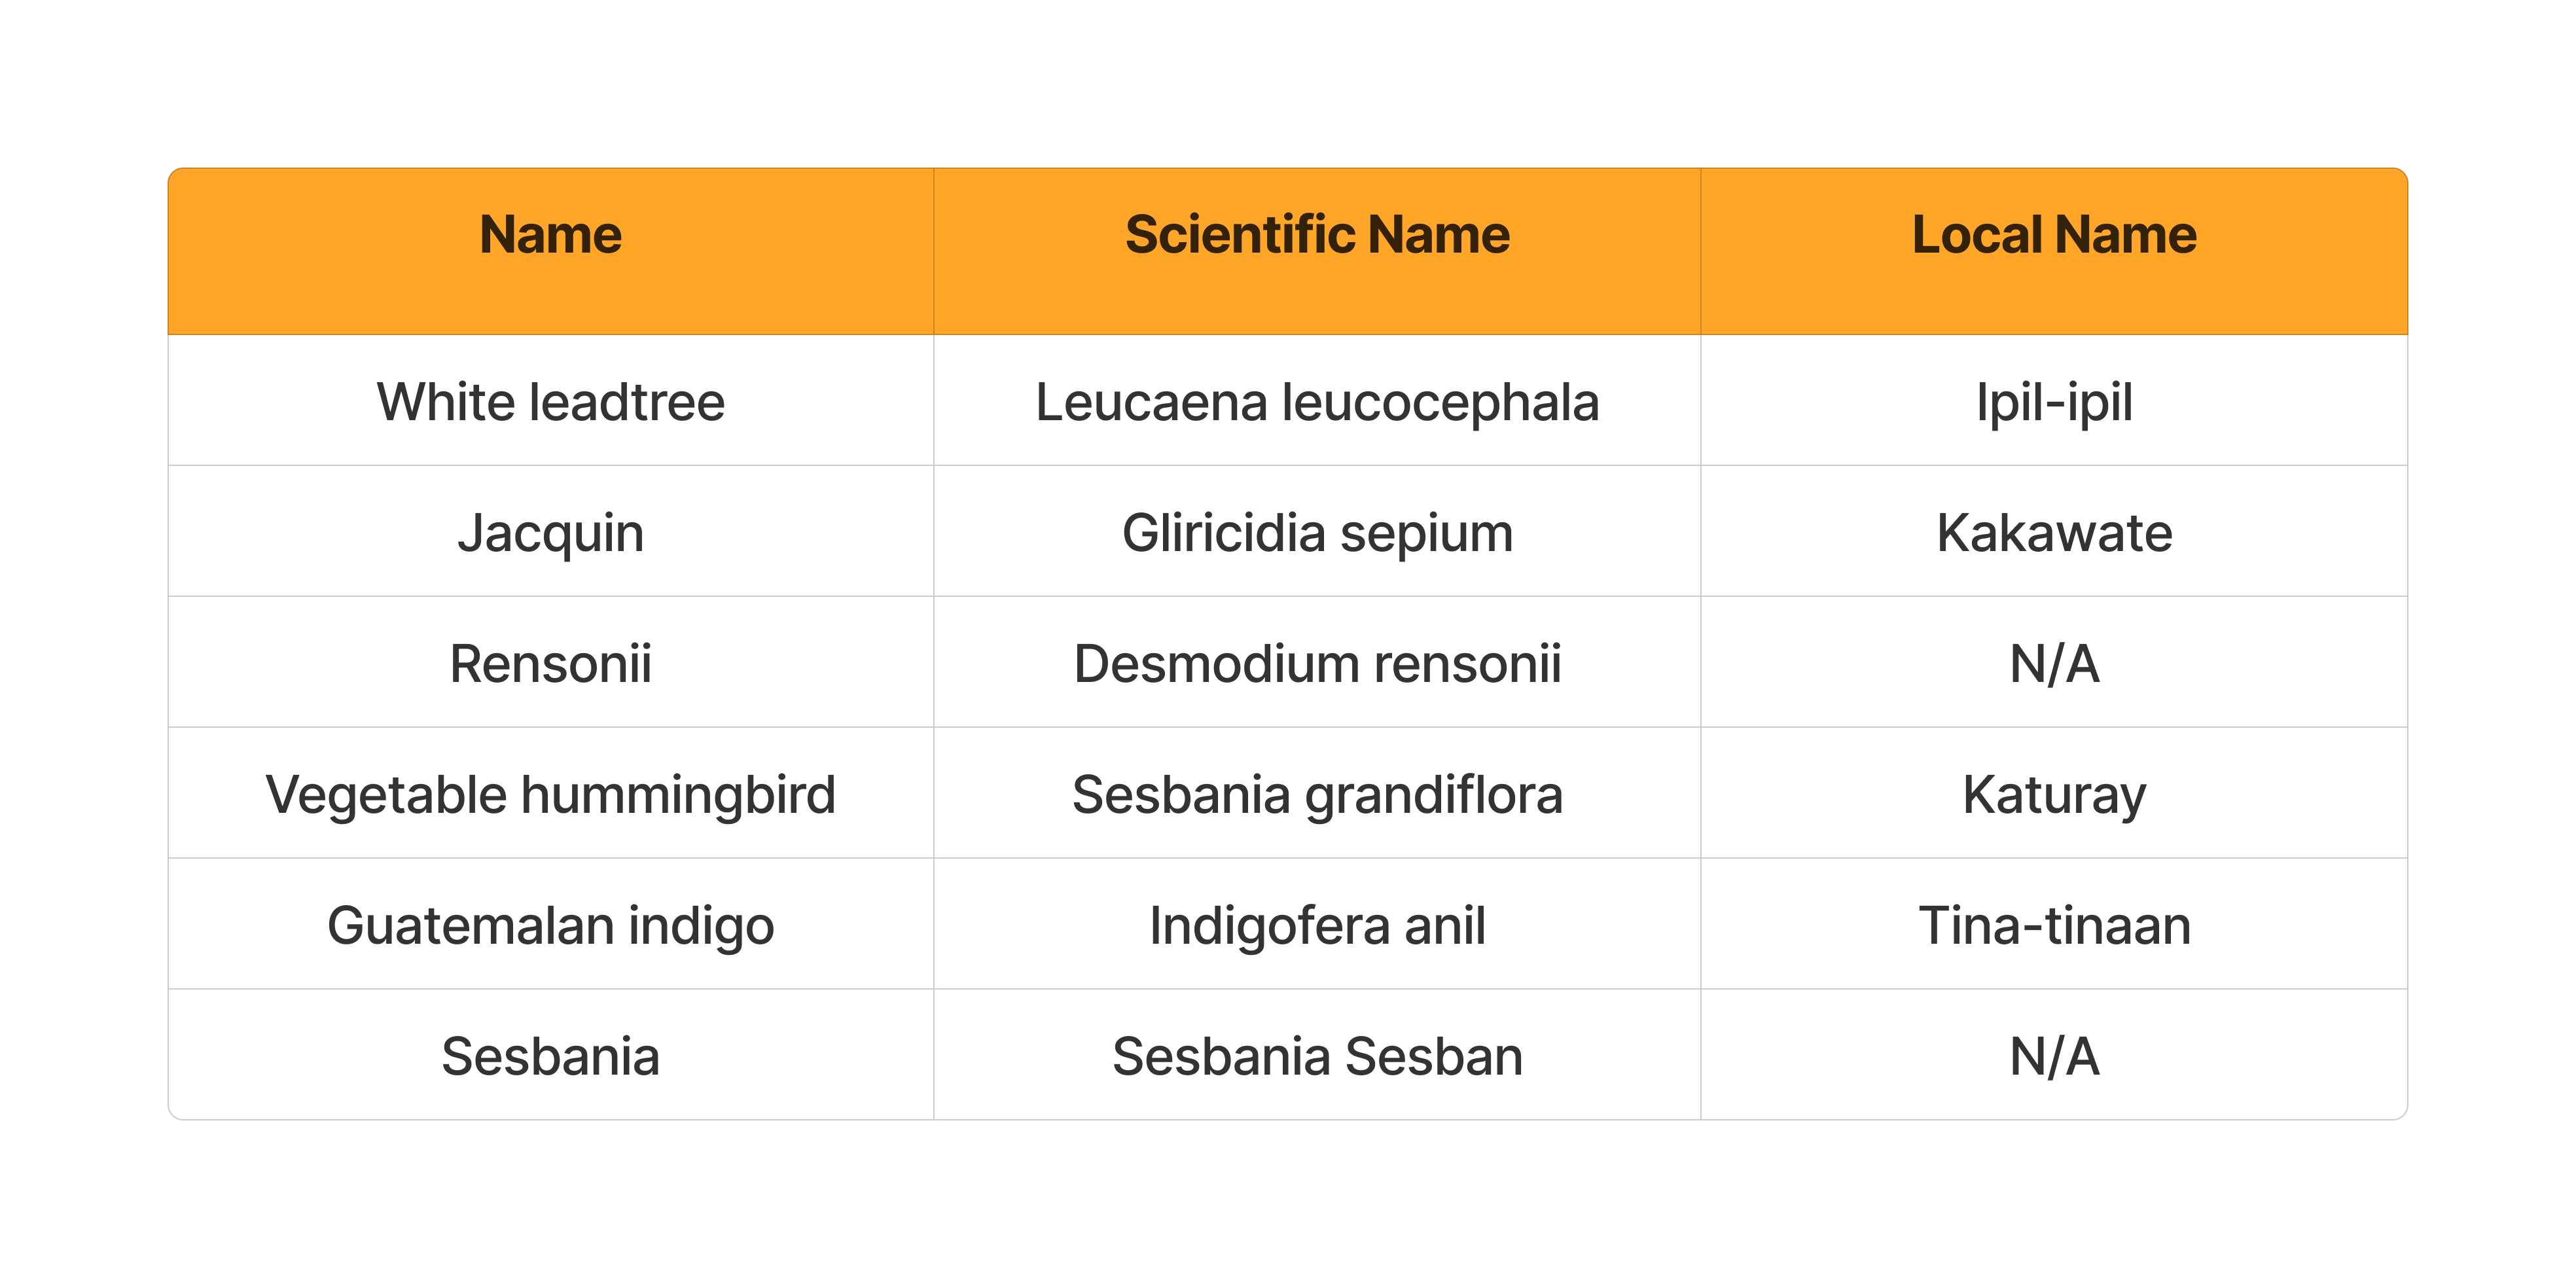 Name Scientific Name Local Name
White leadtree Leucaena leucocephala Ipil-ipil
Jacquin Gliricidia sepium Kakawate
Rensonii Desmodium rensonii N/A
Vegetable hummingbird Sesbania grandiflora Katuray
Guatemalan indigo Indigofera anil Tina-tinaan
Sesbania Sesbania Sesban N/A